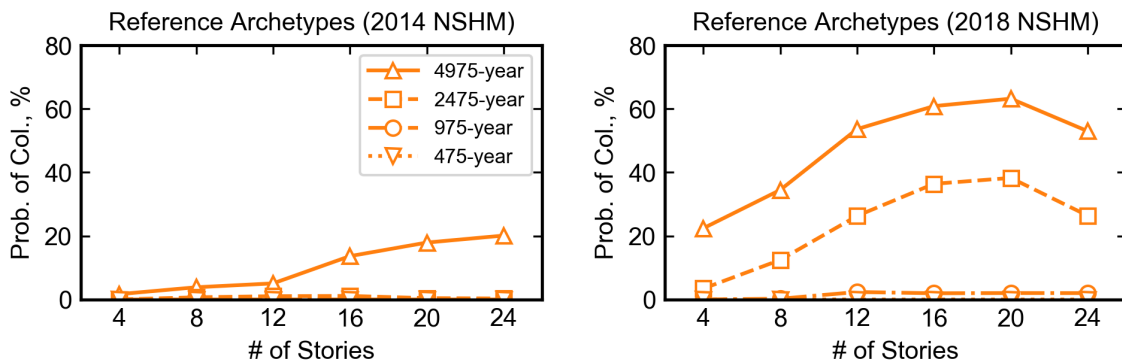 Reference Archetypes (2014 NSHM)
80
60
40
20
0
Prob. of Col., %
4975-year
2475-year
975-year
475-year
4 8 12 16 20 24
# of Stories
Reference Archetypes (2018 NSHM)
80
60
40
20
0
Prob. of Col., %
4 8 12 16 20 24
# of Stories